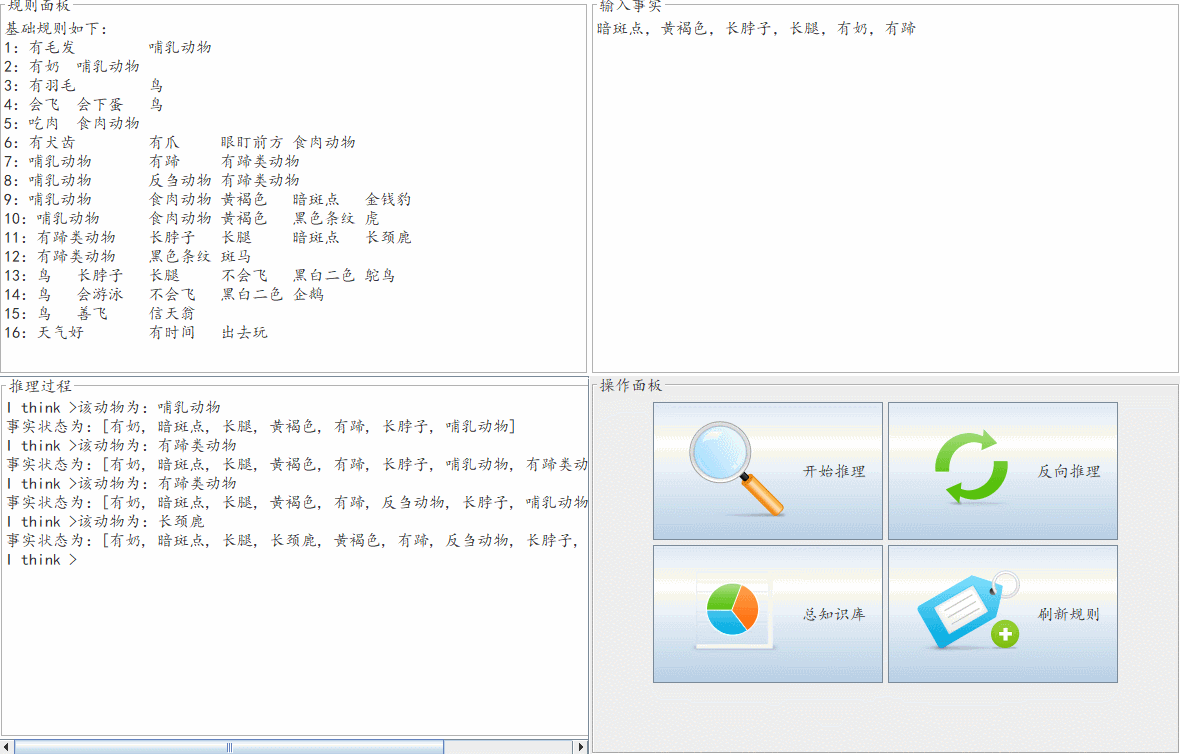 规则面板
基础规则如下：
1：有毛发 哺乳动物
2：有奶 哺乳动物
3：有羽毛 鸟
4：会飞 会下蛋 鸟
5：吃肉 食肉动物
6：有犬齿 有爪 眼盯前方 食肉动物
7：哺乳动物 有蹄 有蹄类动物
8：哺乳动物 反刍动物 有蹄类动物
9：哺乳动物 食肉动物 黄褐色 暗斑点 金钱豹
10：哺乳动物 食肉动物 黄褐色 黑色条纹 虎
11：有蹄类动物 长脖子 长腿 暗斑点 长颈鹿
12：有蹄类动物 黑色条纹 斑马
13：鸟 长脖子 长腿 不会飞 黑白二色 鸵鸟
14：鸟 会游泳 不会飞 黑白二色 企鹅
15：鸟 善飞 信天翁
16：天气好 有时间 出去玩
输入事实
暗斑点，黄褐色，长脖子，长腿，有奶，有蹄
推理过程
I think >该动物为：哺乳动物
事实状态为：[有奶, 暗斑点, 长腿, 黄褐色, 有蹄, 长脖子, 哺乳动物]
I think >该动物为：有蹄类动物
事实状态为：[有奶, 暗斑点, 长腿, 黄褐色, 有蹄, 长脖子, 哺乳动物, 有蹄类动
I think >该动物为：有蹄类动物
事实状态为：[有奶, 暗斑点, 长腿, 黄褐色, 有蹄, 反刍动物, 长脖子, 哺乳动物
I think >该动物为：长颈鹿
事实状态为：[有奶, 暗斑点, 长腿, 长颈鹿, 黄褐色, 有蹄, 反刍动物, 长脖子,
I think >
操作面板
开始推理
反向推理
总知识库
刷新规则